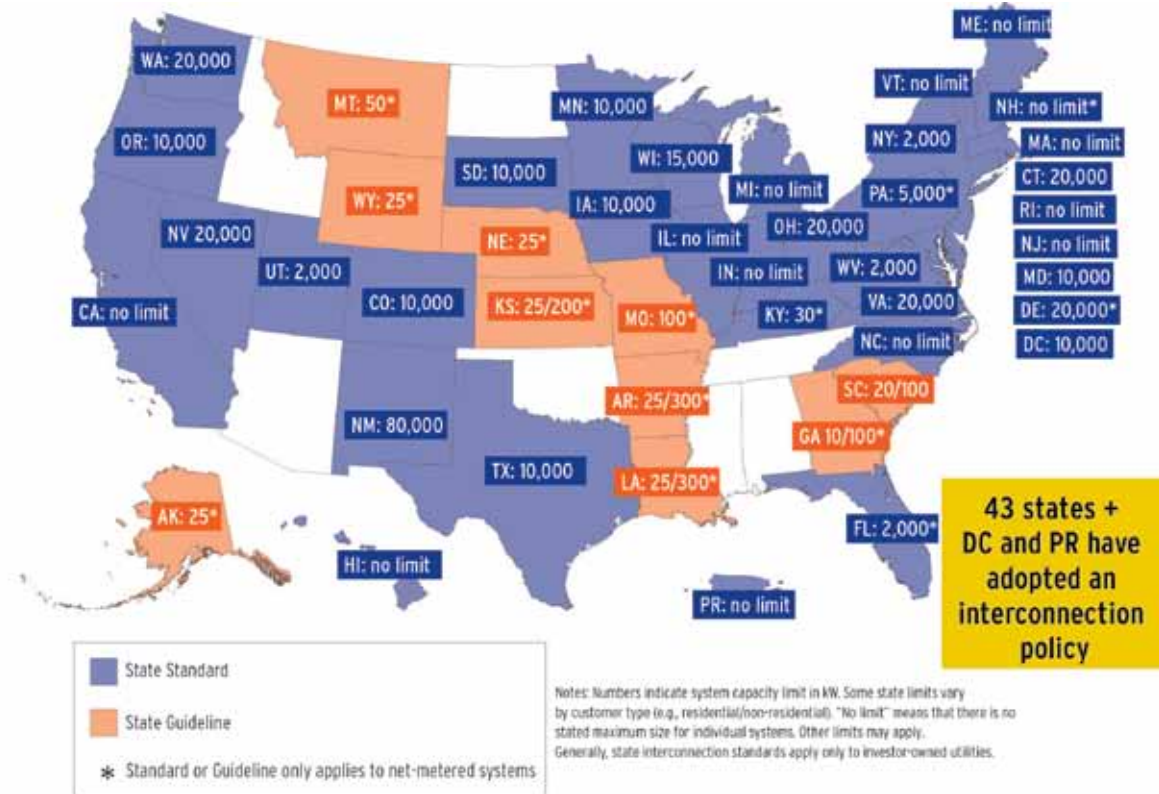 ME: no limit
WA: 20,000
VT: no limit
MT: 50*
MN: 10,000
NH: no limit*
OR: 10,000
NY: 2,000
MA: no limit
WI: 15,000
SD: 10,000
CT: 20,000
MI: no limit
PA: 5,000*
WY: 25*
IA: 10,000
RI: no limit
OH: 20,000
NV 20,000
NE: 25*
IL: no limit
NJ: no limit
UT: 2,000
IN: no limit
WV: 2,000
MD: 10,000
CO: 10,000
KS: 25/200*
VA: 20,000
CA: no limit
MO: 100*
KY: 30*
DE: 20,000*
NC: no limit
DC: 10,000
SC: 20/100
AR: 25/300*
NM: 80,000
GA 10/100*
TX: 10,000
LA: 25/300*
AK: 25*
FL: 2,000*
HI: no limit
PR: no limit
43 states +
DC and PR have
adopted an
interconnection
policy
State Standard
State Guideline
* Standard or Guideline only applies to net-metered systems
Notes: Numbers indicate system capacity limit in kW. Some state limits vary
by customer type (e.g., residential/non-residential). "No limit" means that there is no
stated maximum size for individual systems. Other limits may apply.
Generally, state interconnection standards apply only to investor-owned utilities.